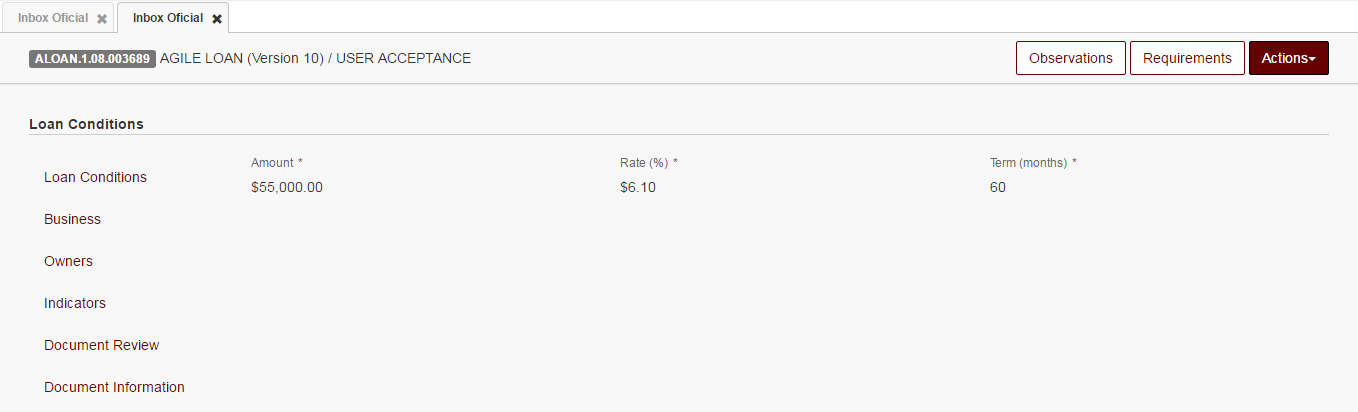 Inbox Oficial ✖ Inbox Oficial ✖
ALOAN.1.08.003689 AGILE LOAN (Version 10) / USER ACCEPTANCE Observations Requirements Actions
Loan Conditions
Loan Conditions
Business
Owners
Indicators
Document Review
Document Information
Amount * Rate (%) * Term (months) *
$55,000.00 $6.10 60